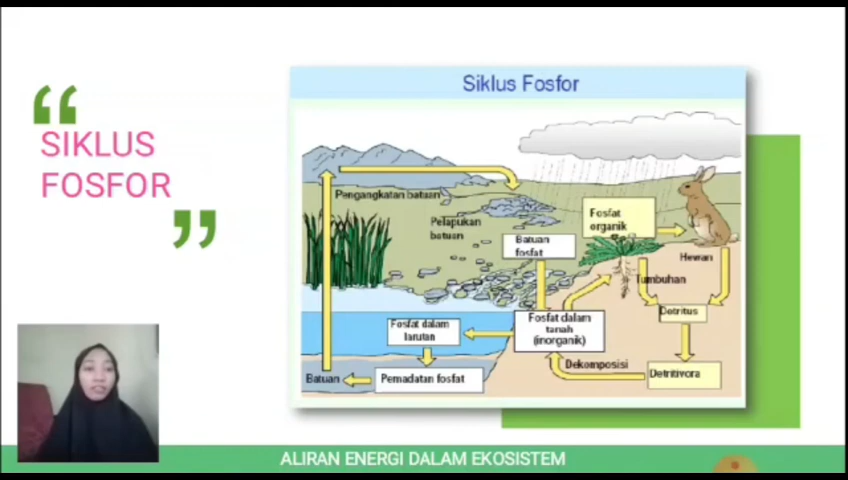 SIKLUS
FOSFOR
Siklus Fosfor
Pengangkatan batuan
Pelapukan
batuan
Batuan
fosfat
Fosfat
organik
Hewan
Tumbuhan
Fosfat dalam
larutan
Fosfat dalam
tanah
(inorganik)
Detritus
Dekomposisi
Detritivora
Batuan
Pemadatan fosfat
ALIRAN ENERGI DALAM EKOSISTEM